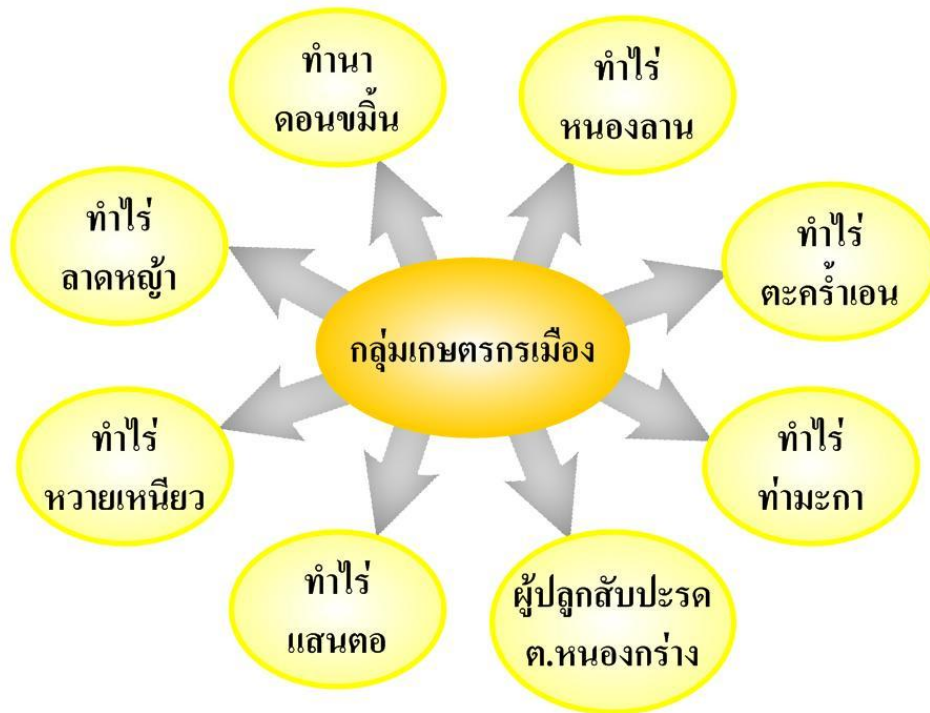 ทำนา
ดอนขมิ้น
ทำไร่
หนองลาน
ทำไร่
ลาดหญ้า
ทำไร่
ตะคร้ำเอน
กลุ่มเกษตรกรเมือง
ทำไร่
หวายเหนียว
ทำไร่
ท่ามะกา
ทำไร่
แสนตอ
ผู้ปลูกสับปะรด
ต.หนองกร่าง